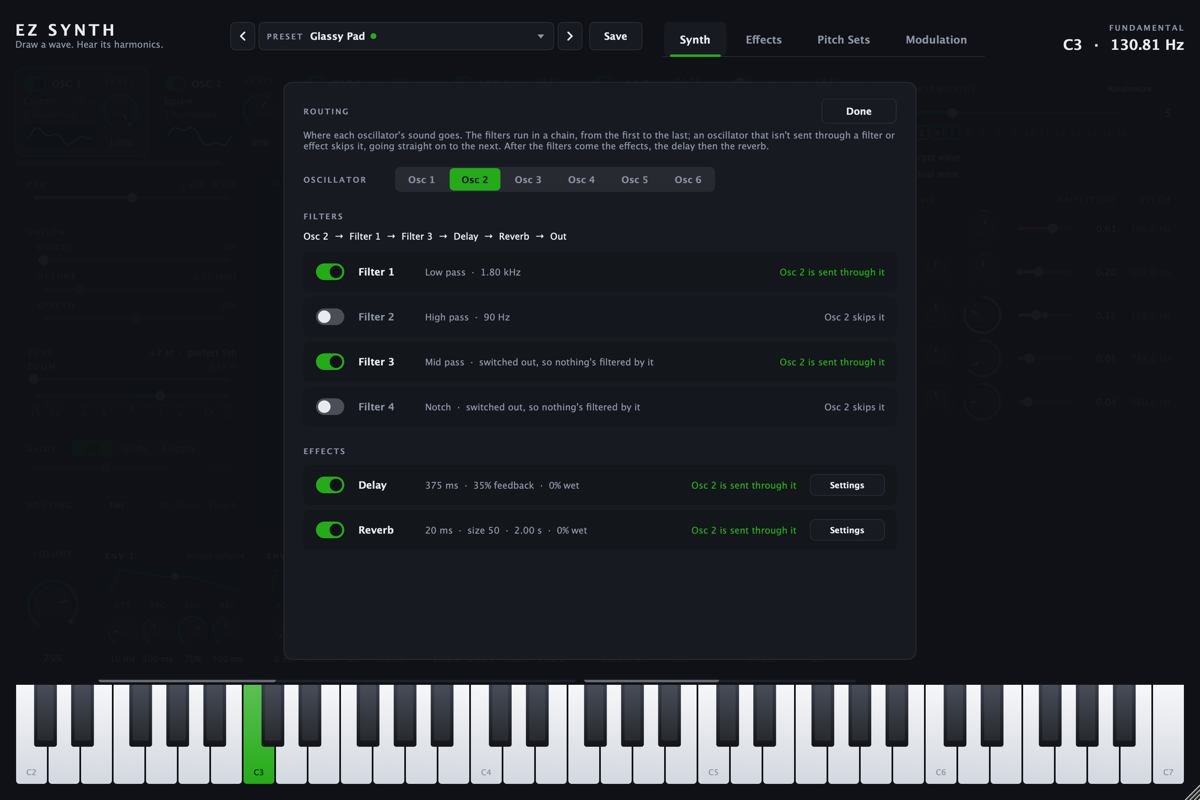 EZ SYNTH
Draw a wave. Hear its harmonics.
PRESET Glassy Pad
Save
Synth
Effects
Pitch Sets
Modulation
FUNDAMENTAL
C3 · 130.81 Hz
ROUTING
Done
Where each oscillator's sound goes. The filters run in a chain, from the first to the last; an oscillator that isn't sent through a filter or
effect skips it, going straight on to the next. After the filters come the effects, the delay then the reverb.
OSCILLATOR
Osc 1
Osc 2
Osc 3
Osc 4
Osc 5
Osc 6
FILTERS
Osc 2 → Filter 1 → Filter 3 → Delay → Reverb → Out
Filter 1 Low pass · 1.80 kHz Osc 2 is sent through it
Filter 2 High pass · 90 Hz Osc 2 skips it
Filter 3 Mid pass · switched out, so nothing's filtered by it Osc 2 is sent through it
Filter 4 Notch · switched out, so nothing's filtered by it Osc 2 skips it
EFFECTS
Delay 375 ms · 35% feedback · 0% wet Osc 2 is sent through it Settings
Reverb 20 ms · size 50 · 2.00 s · 0% wet Osc 2 is sent through it Settings
C2
C3
C4
C5
C6
C7